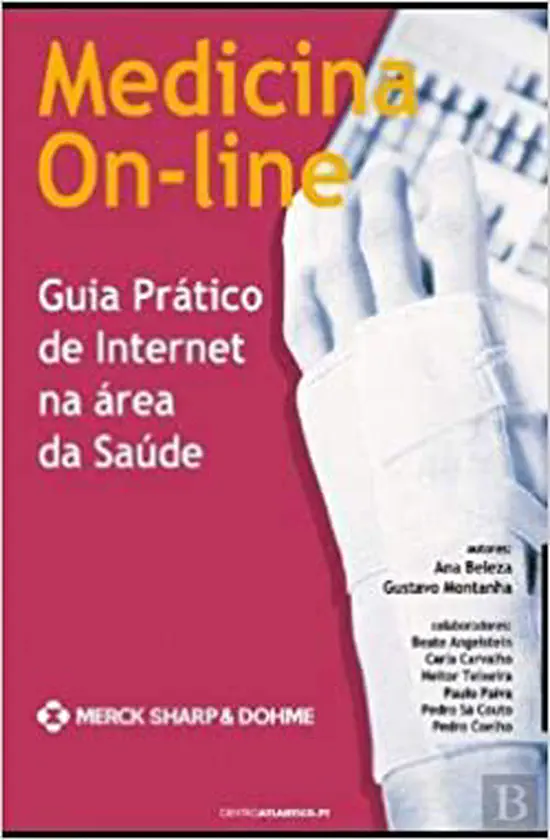 Medicina
On-line
Guia Prático
de Internet
na área
da Saúde
autores:
Ana Beleza
Gustavo Montanha
colaboradores:
Beate Angelstein
Carla Carvalho
Heitor Teixeira
Paulo Paiva
Pedro Sá Couto
Pedro Coelho
MERCK SHARP & DOHME
CENTROATLANTICO.PT
B